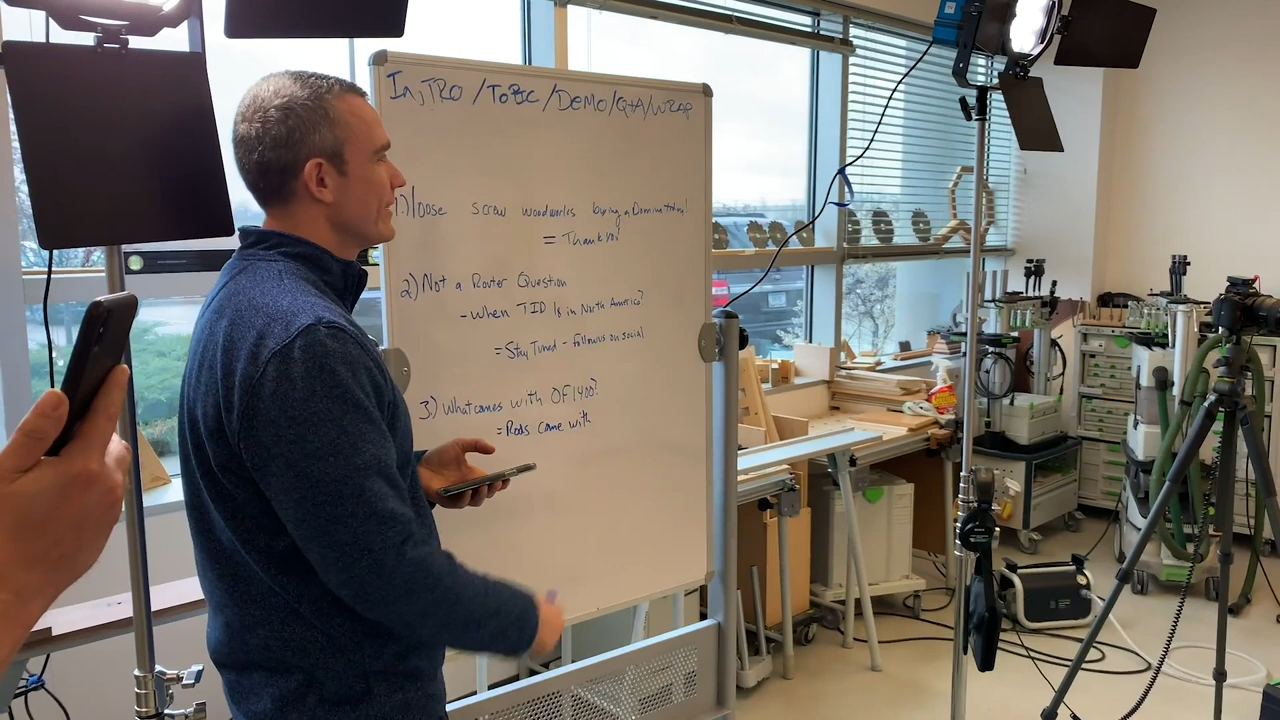 InTRO / TOPIC / DEMO / Q+A / WRAP
1.) loose screw woodworks buying a Domino today!
= Thank you
2) Not a Router Question
- When TID Is in North America?
= Stay Tuned - follow us on social
3) What comes with OF1400?
= Rods come with